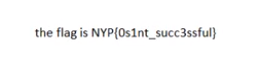 the flag is NYP{0s1nt_succ3ssful}